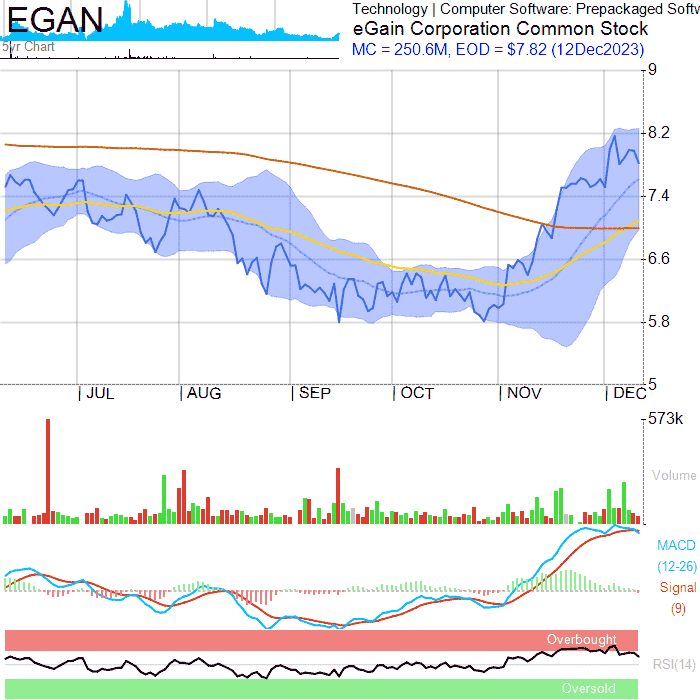 EGAN
5yr Chart
Technology | Computer Software: Prepackaged Softw
eGain Corporation Common Stock
MC = 250.6M, EOD = $7.82 (12Dec2023)
9
8.2
7.4
6.6
5.8
5
| JUL | AUG | SEP | OCT | NOV | DEC
573k
Volume
MACD
(12-26)
Signal
(9)
Overbought
RSI(14)
Oversold